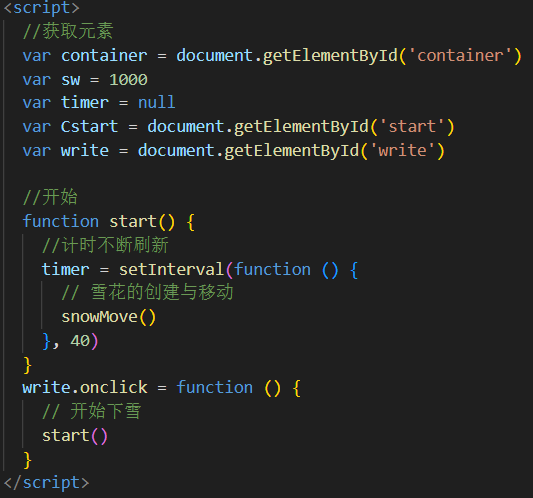 <script>
//获取元素
var container = document.getElementById('container')
var sw = 1000
var timer = null
var Cstart = document.getElementById('start')
var write = document.getElementById('write')
//开始
function start() {
//计时不断刷新
timer = setInterval(function () {
// 雪花的创建与移动
snowMove()
}, 40)
}
write.onclick = function () {
// 开始下雪
start()
}
</script>